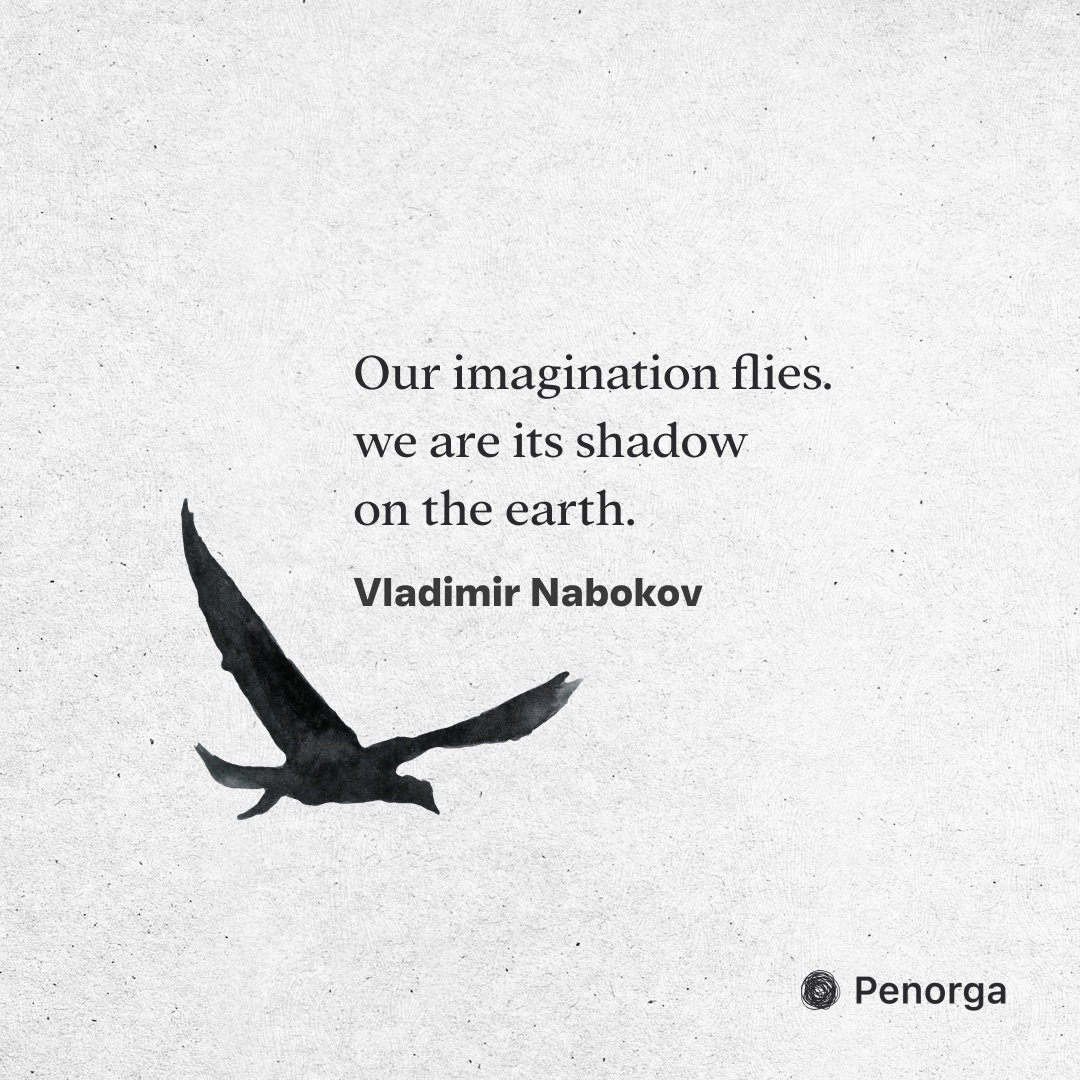 Our imagination flies.
we are its shadow
on the earth.
Vladimir Nabokov
Penorga